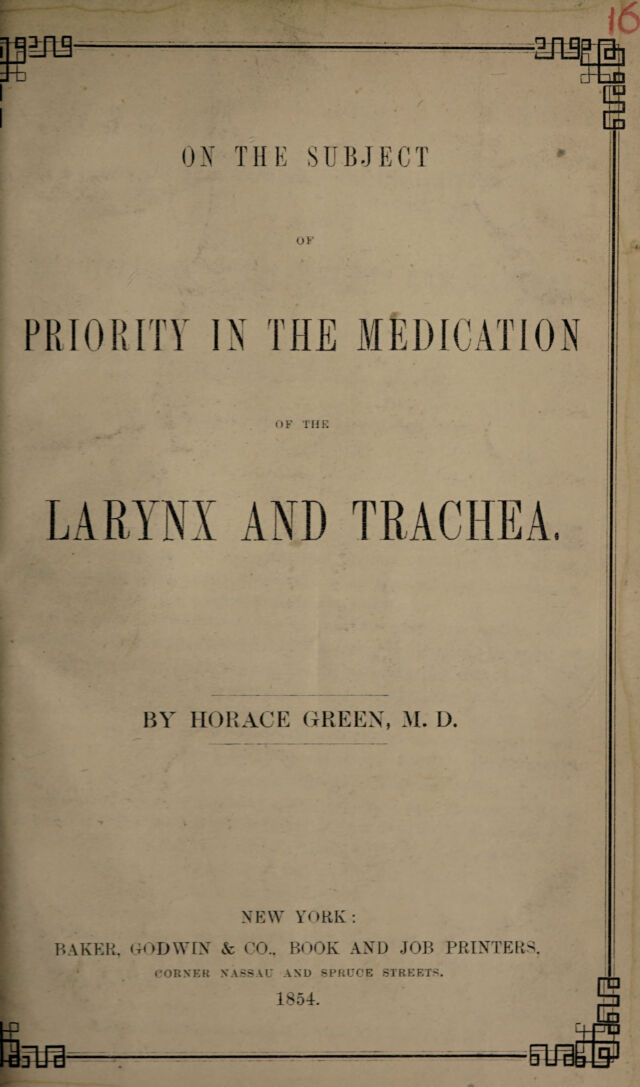 16
ON THE SUBJECT
OF
PRIORITY IN THE MEDICATION
OF THE
LARYNX AND TRACHEA.
BY HORACE GREEN, M. D.
NEW YORK:
BAKER, GODWIN & CO., BOOK AND JOB PRINTERS,
CORNER NASSAU AND SPRUCE STREETS.
1854.